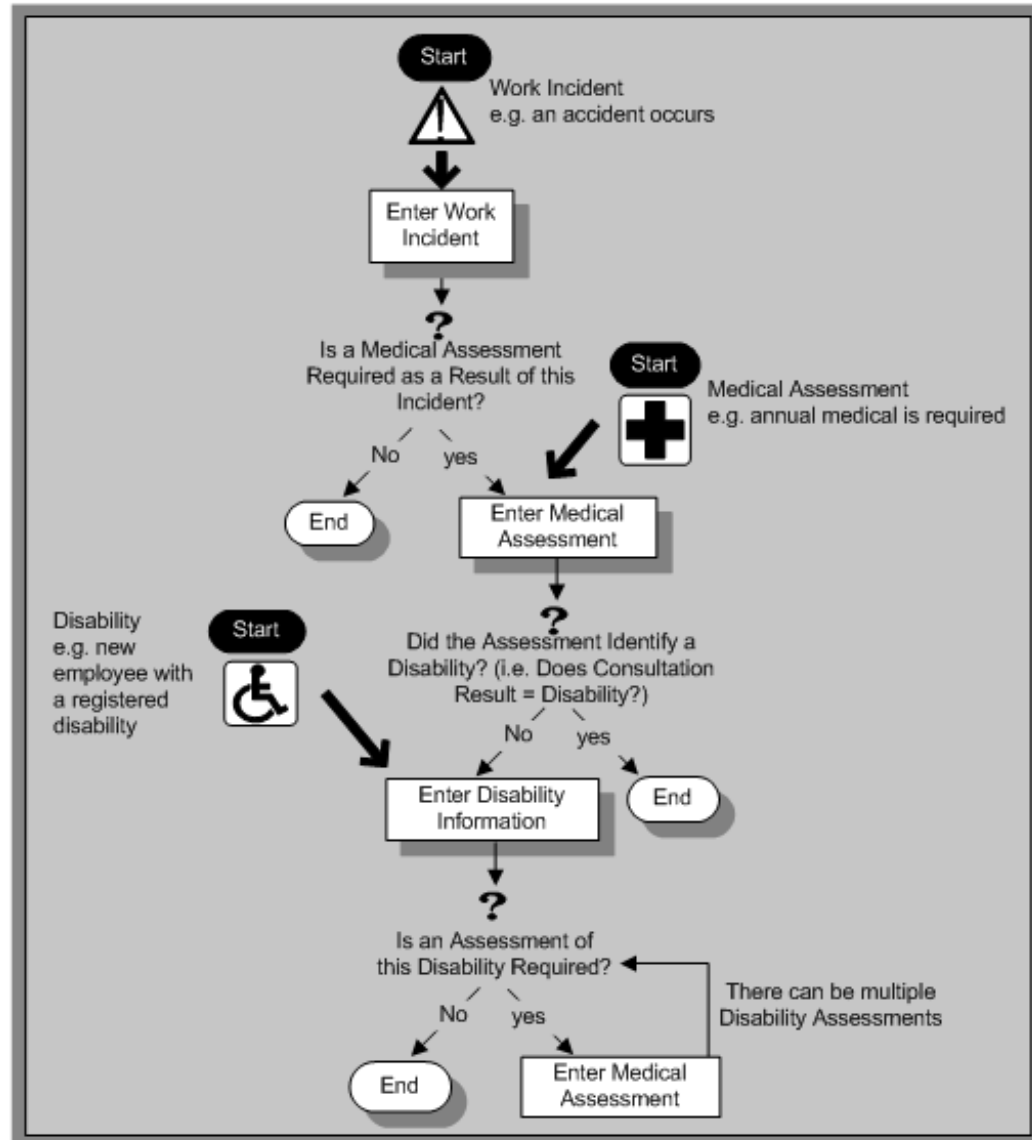 Start
Work Incident
e.g. an accident occurs
Enter Work
Incident
?
Is a Medical Assessment
Required as a Result of this
Incident?
Start
Medical Assessment
e.g. annual medical is required
No
yes
End
Enter Medical
Assessment
?
Did the Assessment Identify a
Disability? (i.e. Does Consultation
Result = Disability?)
Disability
e.g. new
employee with
a registered
disability
Start
No
yes
Enter Disability
Information
End
?
Is an Assessment of
this Disability Required?
There can be multiple
Disability Assessments
No
yes
End
Enter Medical
Assessment